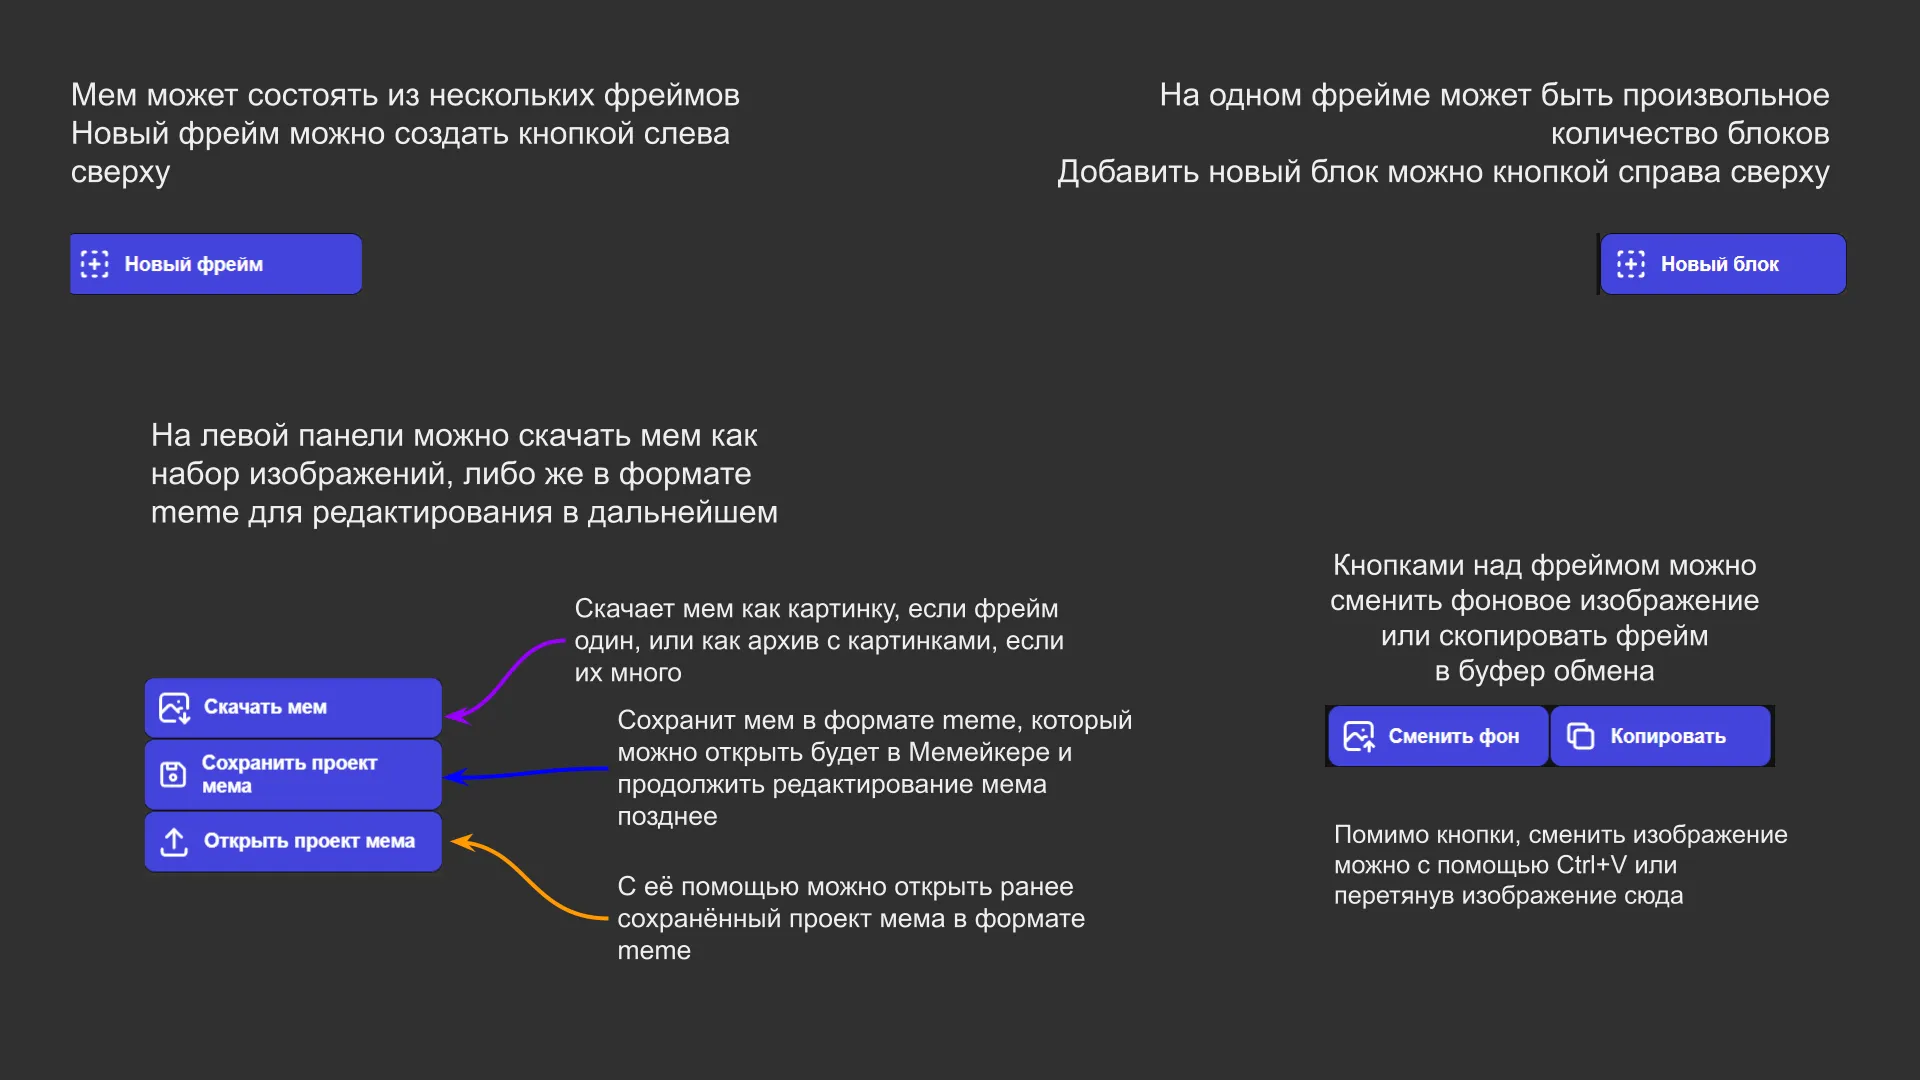 Мем может состоять из нескольких фреймов
Новый фрейм можно создать кнопкой слева
сверху
Новый фрейм
На одном фрейме может быть произвольное
количество блоков
Добавить новый блок можно кнопкой справа сверху
Новый блок
На левой панели можно скачать мем как
набор изображений, либо же в формате
meme для редактирования в дальнейшем
Скачает мем как картинку, если фрейм
один, или как архив с картинками, если
их много
Скачать мем
Сохранит мем в формате meme, который
можно открыть будет в Мемейкере и
продолжить редактирование мема
позднее
Сохранить проект
мема
Открыть проект мема
С её помощью можно открыть ранее
сохранённый проект мема в формате
meme
Кнопками над фреймом можно
сменить фоновое изображение
или скопировать фрейм
в буфер обмена
Сменить фон
Копировать
Помимо кнопки, сменить изображение
можно с помощью Ctrl+V или
перетянув изображение сюда